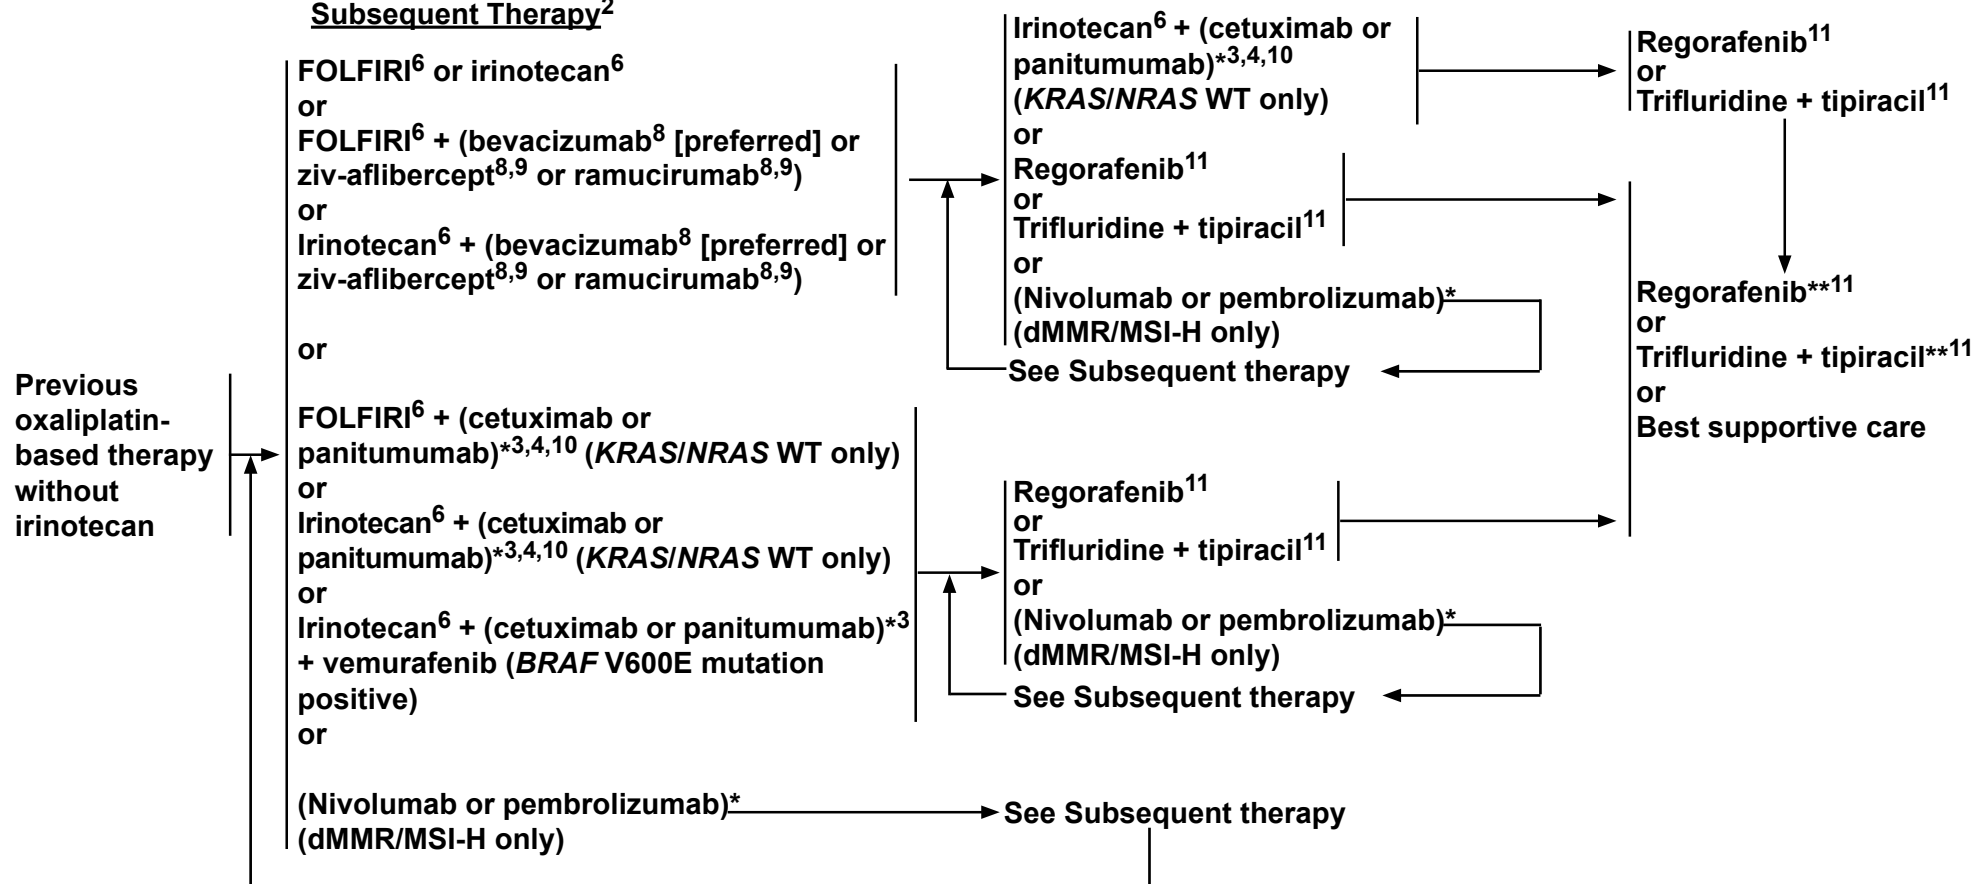 Subsequent Therapy2
Previous
oxaliplatin-
based therapy
without
irinotecan
FOLFIRI6 or irinotecan6
or
FOLFIRI6 + (bevacizumab8 [preferred] or
ziv-aflibercept8,9 or ramucirumab8,9)
or
Irinotecan6 + (bevacizumab8 [preferred] or
ziv-aflibercept8,9 or ramucirumab8,9)
or
FOLFIRI6 + (cetuximab or
panitumumab)*3,4,10 (KRAS/NRAS WT only)
or
Irinotecan6 + (cetuximab or
panitumumab)*3,4,10 (KRAS/NRAS WT only)
or
Irinotecan6 + (cetuximab or panitumumab)*3
+ vemurafenib (BRAF V600E mutation
positive)
or
(Nivolumab or pembrolizumab)*
(dMMR/MSI-H only)
Irinotecan6 + (cetuximab or
panitumumab)*3,4,10
(KRAS/NRAS WT only)
or
Regorafenib11
or
Trifluridine + tipiracil11
or
(Nivolumab or pembrolizumab)*
(dMMR/MSI-H only)
See Subsequent therapy
Regorafenib11
or
Trifluridine + tipiracil11
or
(Nivolumab or pembrolizumab)*
(dMMR/MSI-H only)
See Subsequent therapy
See Subsequent therapy
Regorafenib11
or
Trifluridine + tipiracil11
Regorafenib**11
or
Trifluridine + tipiracil**11
or
Best supportive care